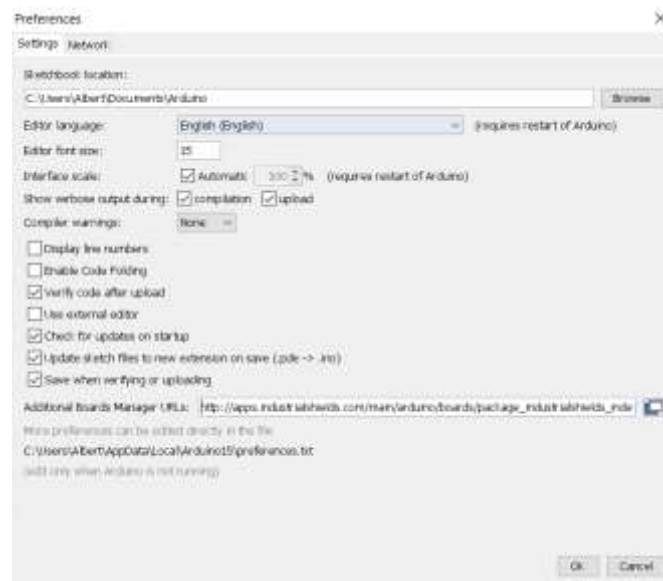 Preferences
Settings Network
Sketchbook location:
C:\Users\Albert\Documents\Arduino Browse
Editor language: English (English) (requires restart of Arduino)
Editor font size: 15
Interface scale: Automatic 100 % (requires restart of Arduino)
Show verbose output during: compilation upload
Compiler warnings: None
Display line numbers
Enable Code Folding
Verify code after upload
Use external editor
Check for updates on startup
Update sketch files to new extension on save (.pde -> .ino)
Save when verifying or uploading
Additional Boards Manager URLs: http://apps.industrialshields.com/main/arduino/boards/package_industrialshields_inde
More preferences can be edited directly in the file
C:\Users\Albert\AppData\Local\Arduino15\preferences.txt
(edit only when Arduino is not running)
OK Cancel